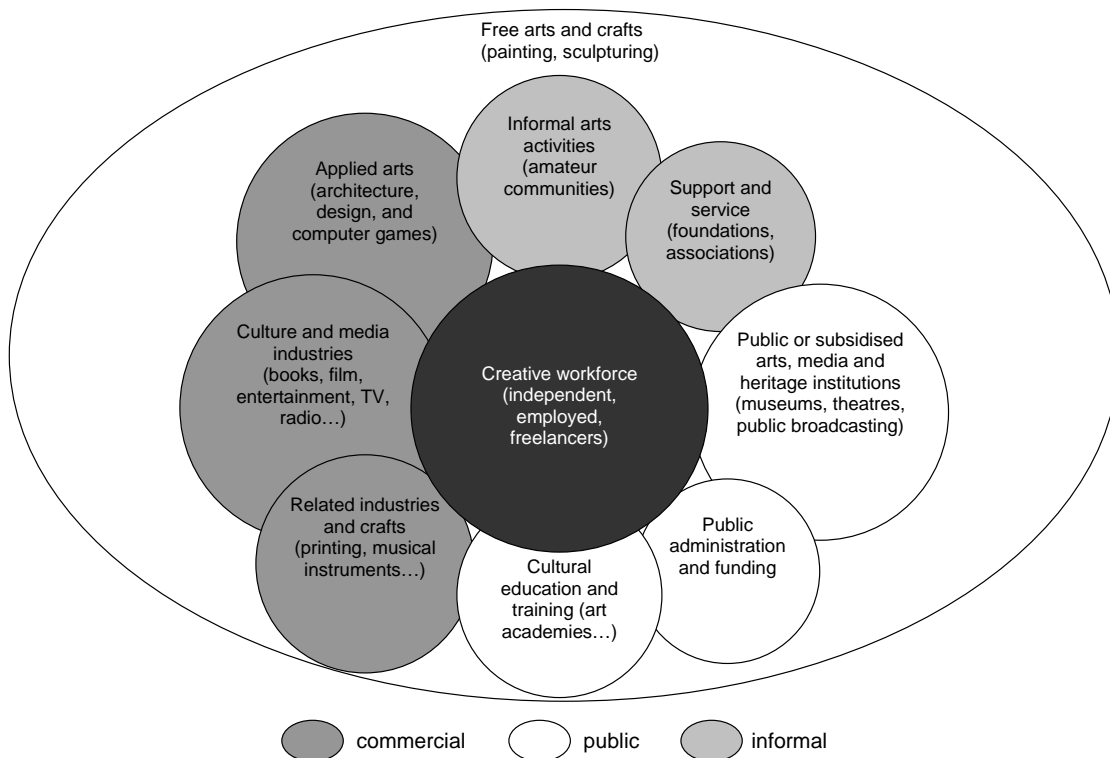 Free arts and crafts
(painting, sculpturing)
Informal arts
activities
(amateur
communities)
Applied arts
(architecture,
design, and
computer games)
Support and
service
(foundations,
associations)
Culture and media
industries
(books, film,
entertainment, TV,
radio…)
Creative workforce
(independent,
employed,
freelancers)
Public or subsidised
arts, media and
heritage institutions
(museums, theatres,
public broadcasting)
Related industries
and crafts
(printing, musical
instruments…)
Cultural
education and
training (art
academies…)
Public
administration
and funding
commercial
public
informal